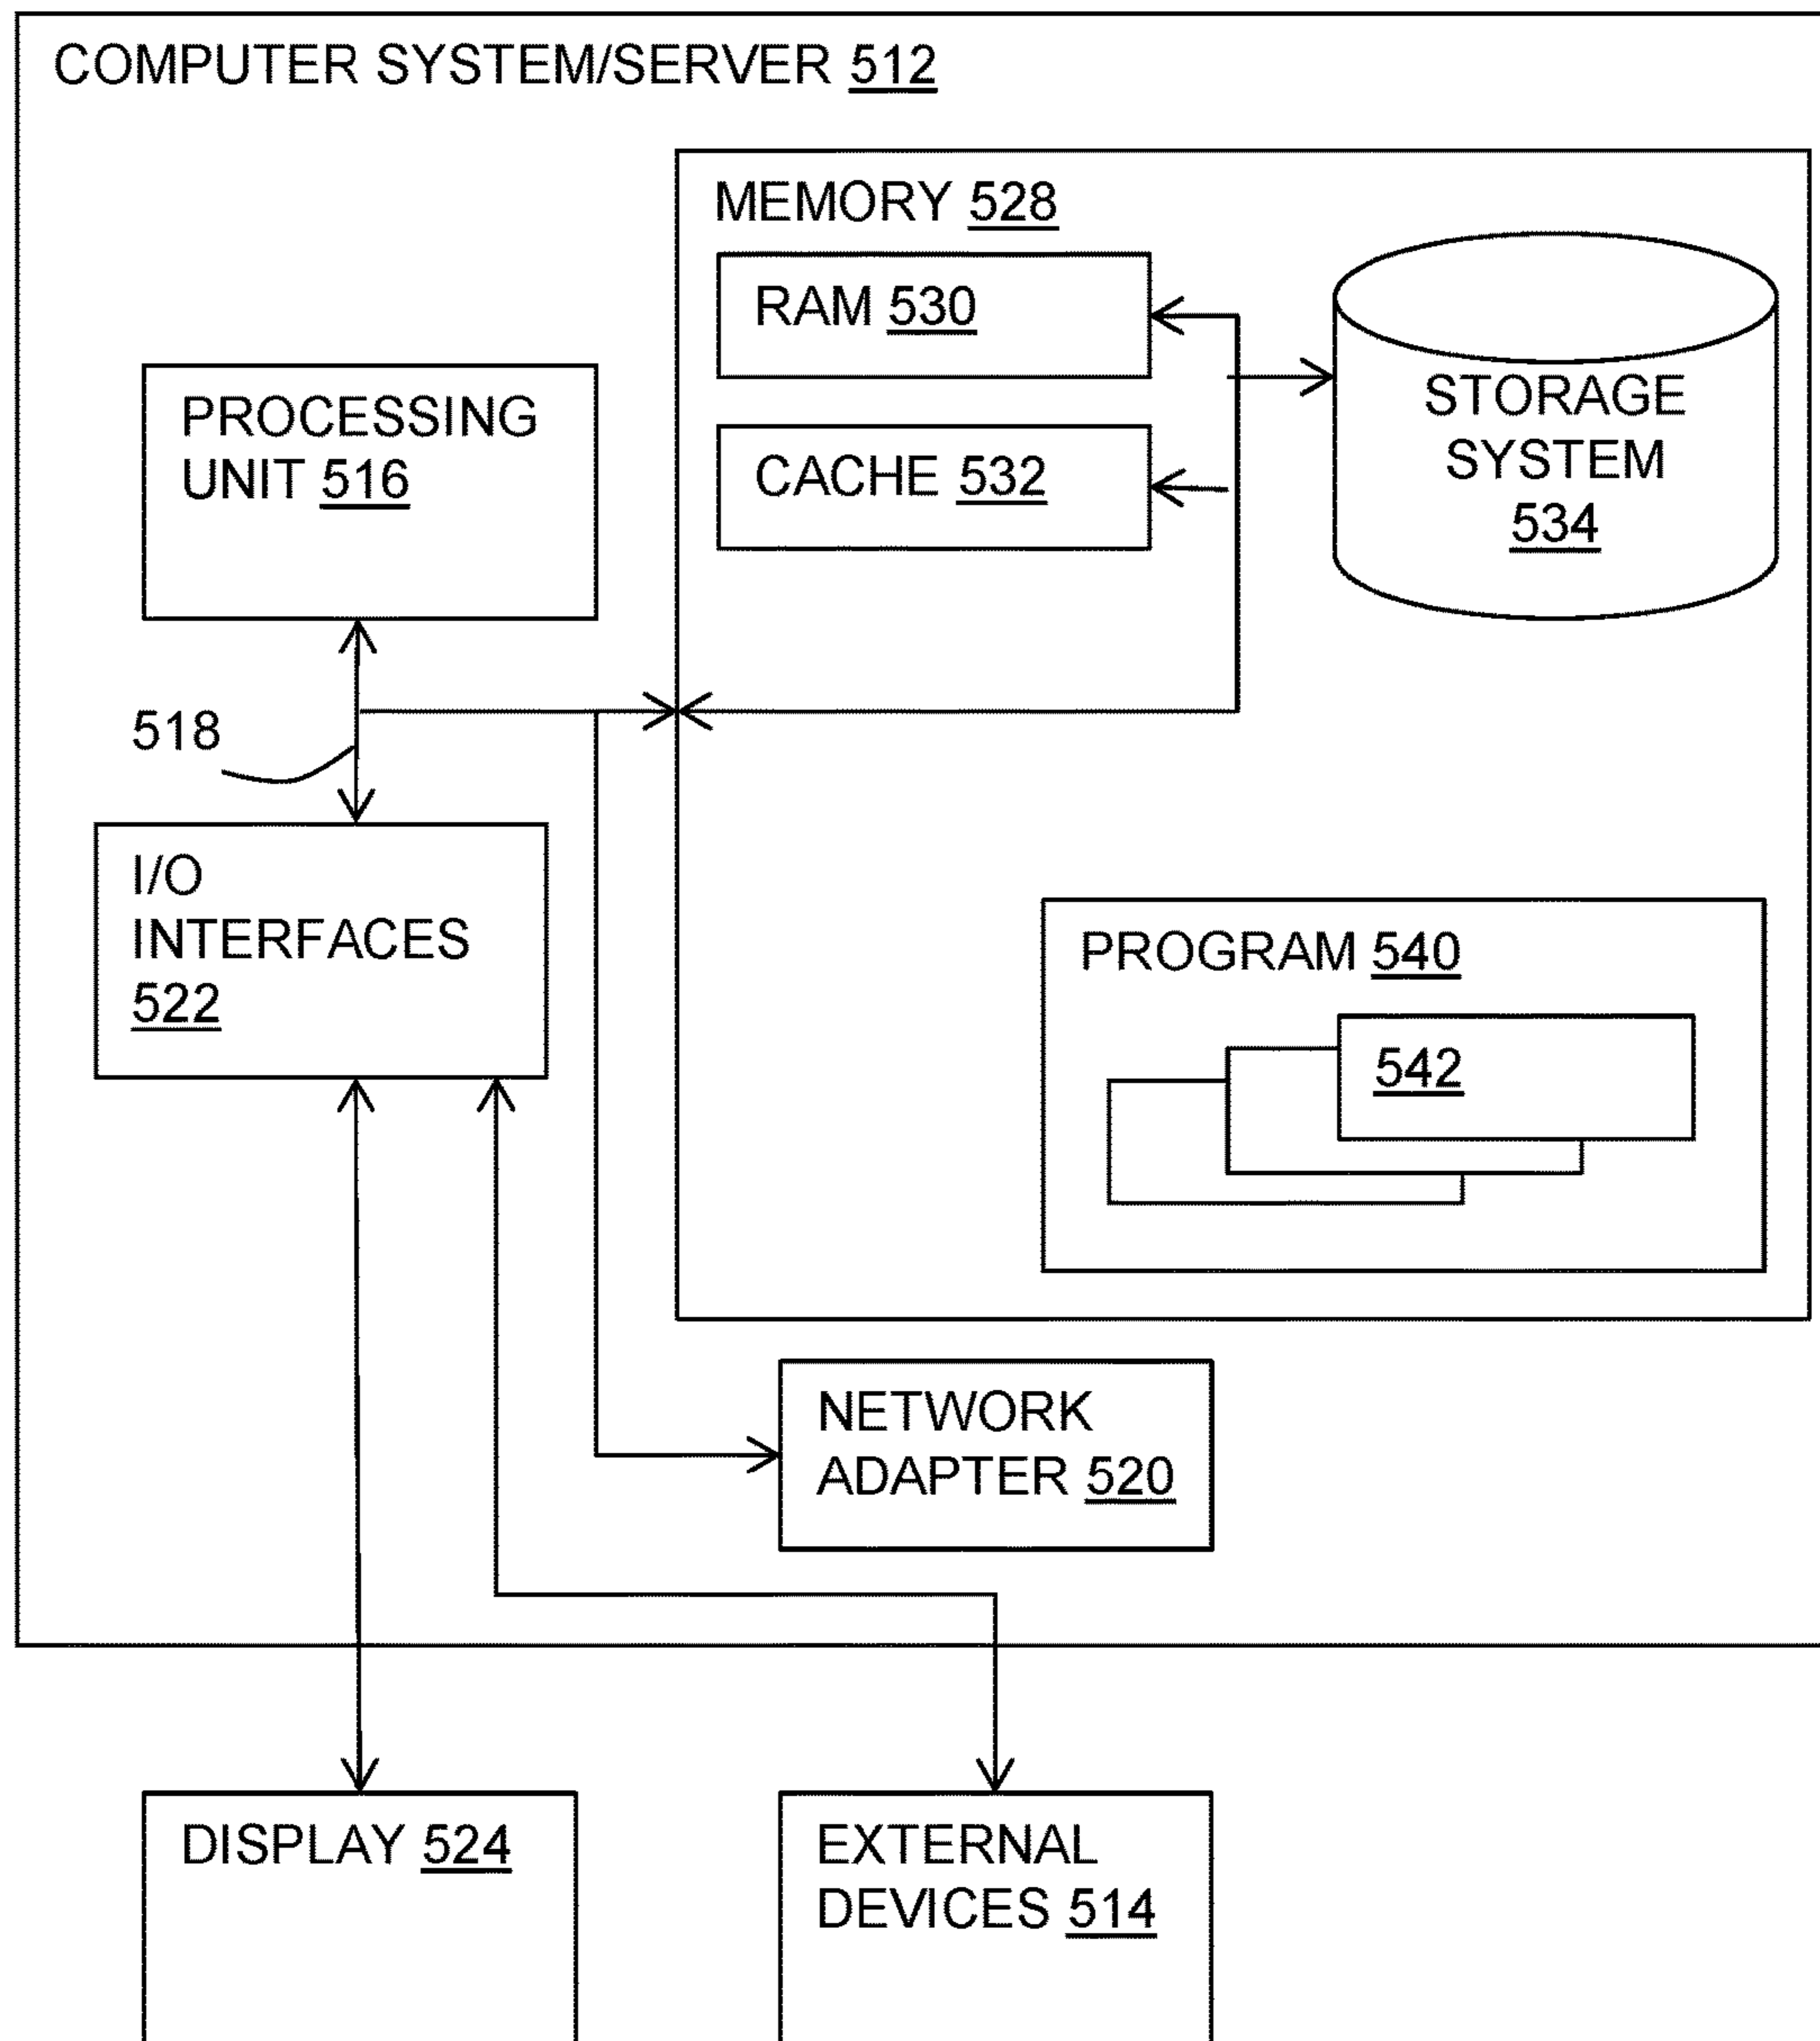 COMPUTER SYSTEM/SERVER 512
MEMORY 528
RAM 530
CACHE 532
STORAGE
SYSTEM
534
PROCESSING
UNIT 516
518
I/O
INTERFACES
522
PROGRAM 540
542
NETWORK
ADAPTER 520
DISPLAY 524
EXTERNAL
DEVICES 514